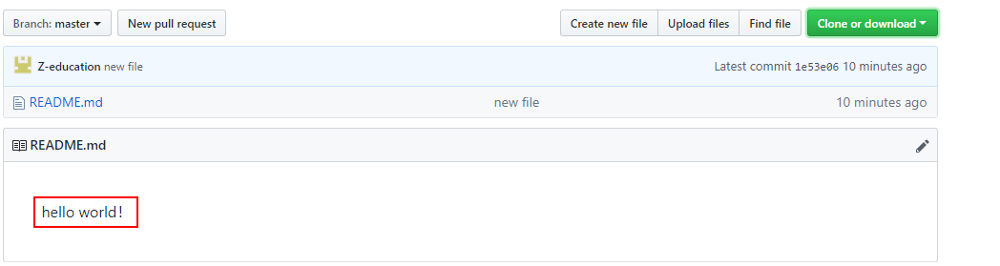 Branch: master New pull request Create new file Upload files Find file Clone or download
Z-education new file Latest commit 1e53e06 10 minutes ago
README.md new file 10 minutes ago
README.md
hello world！